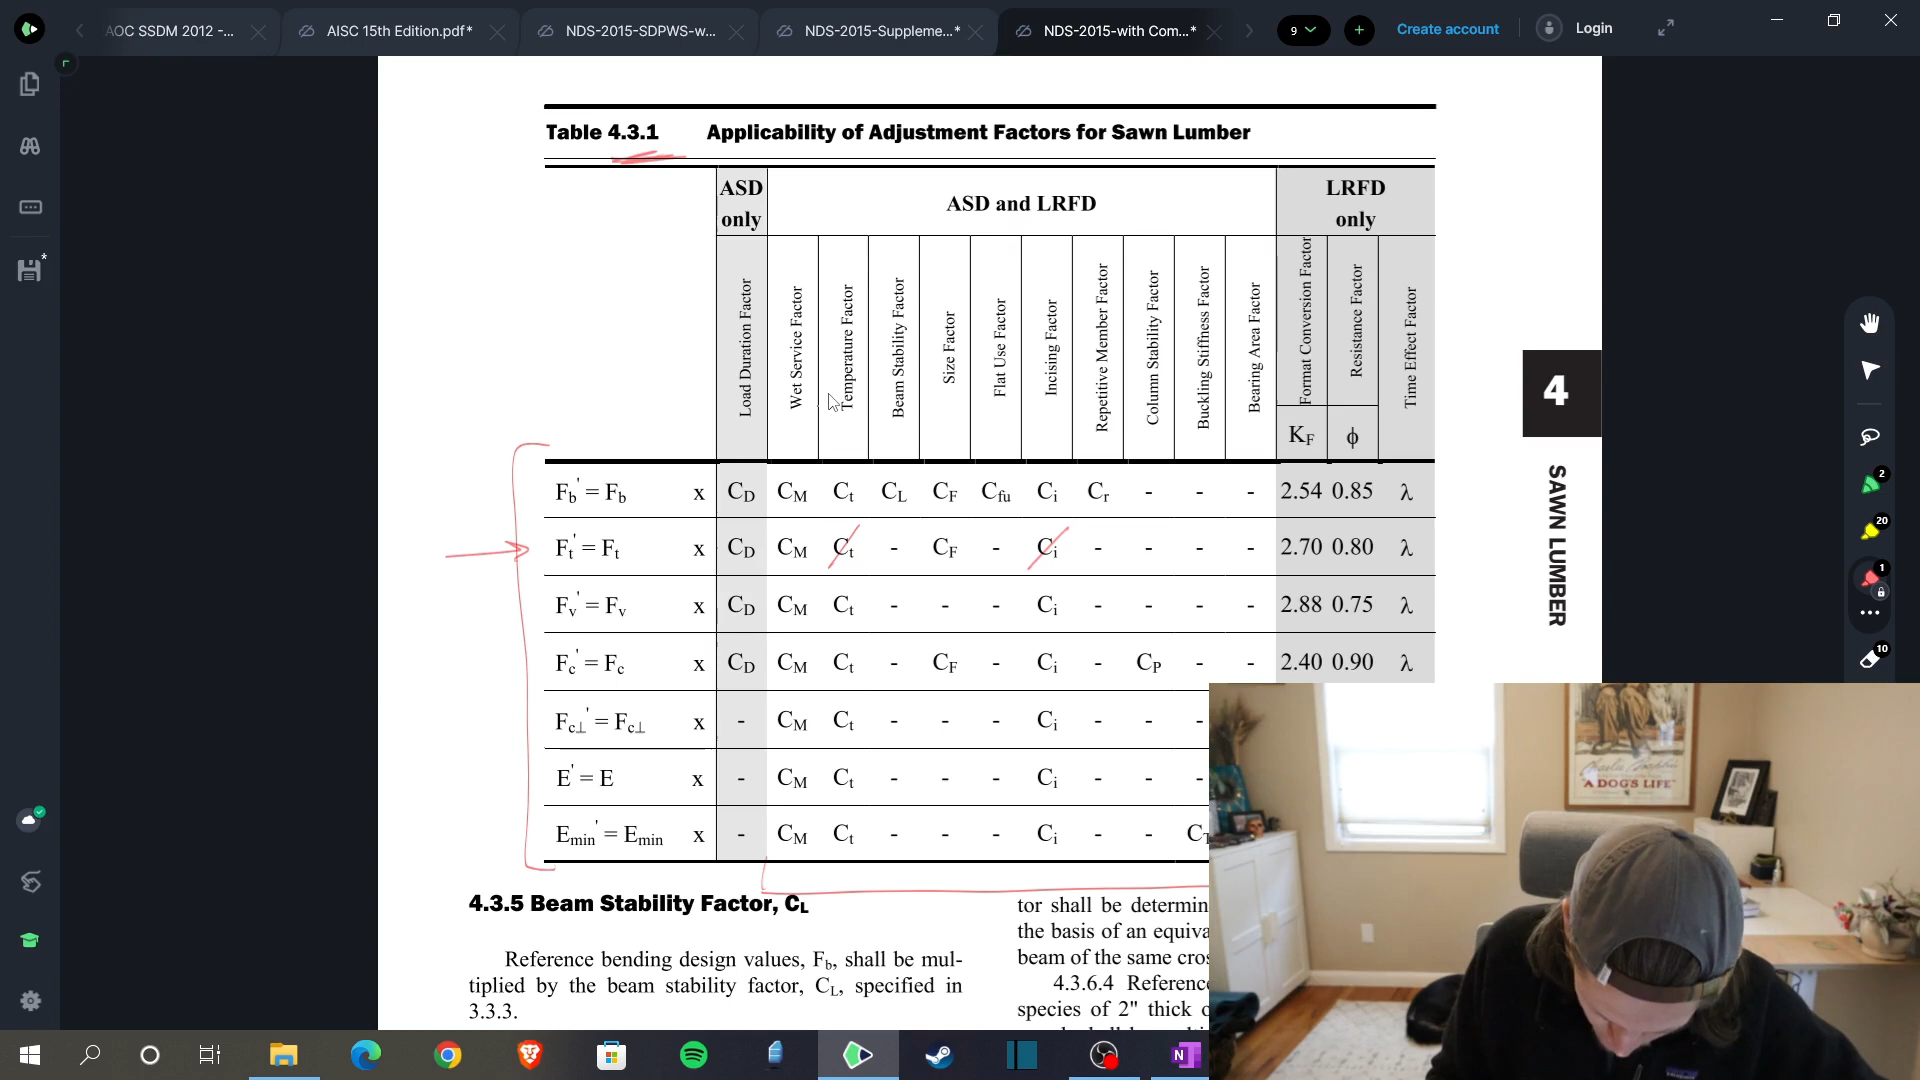 AOC SSDM 2012 -...
AISC 15th Edition.pdf*
NDS-2015-SDPWS-w...
NDS-2015-Suppleme...*
NDS-2015-with Com...*
9
Create account
Login
Table 4.3.1 Applicability of Adjustment Factors for Sawn Lumber
ASD only
ASD and LRFD
LRFD only
Load Duration Factor
Wet Service Factor
Temperature Factor
Beam Stability Factor
Size Factor
Flat Use Factor
Incising Factor
Repetitive Member Factor
Column Stability Factor
Buckling Stiffness Factor
Bearing Area Factor
Format Conversion Factor
Resistance Factor
Time Effect Factor
KF ϕ
Fb' = Fb x CD CM Ct CL CF Cfu Ci Cr - - - 2.54 0.85 λ
Ft' = Ft x CD CM Ct - CF - Ci - - - - 2.70 0.80 λ
Fv' = Fv x CD CM Ct - - - Ci - - - - 2.88 0.75 λ
Fc' = Fc x CD CM Ct - CF - Ci - CP - - 2.40 0.90 λ
Fc⊥' = Fc⊥ x - CM Ct - - - Ci - - -
E' = E x - CM Ct - - - Ci - - -
Emin' = Emin x - CM Ct - - - Ci - - CT
4
SAWN LUMBER
4.3.5 Beam Stability Factor, CL
Reference bending design values, Fb, shall be mul-
tiplied by the beam stability factor, CL, specified in
3.3.3.
tor shall be determin
the basis of an equiva
beam of the same cros
4.3.6.4 Referenc
species of 2" thick o
2
20
1
10
Charlie Chaplin
"A DOG'S LIFE"
N